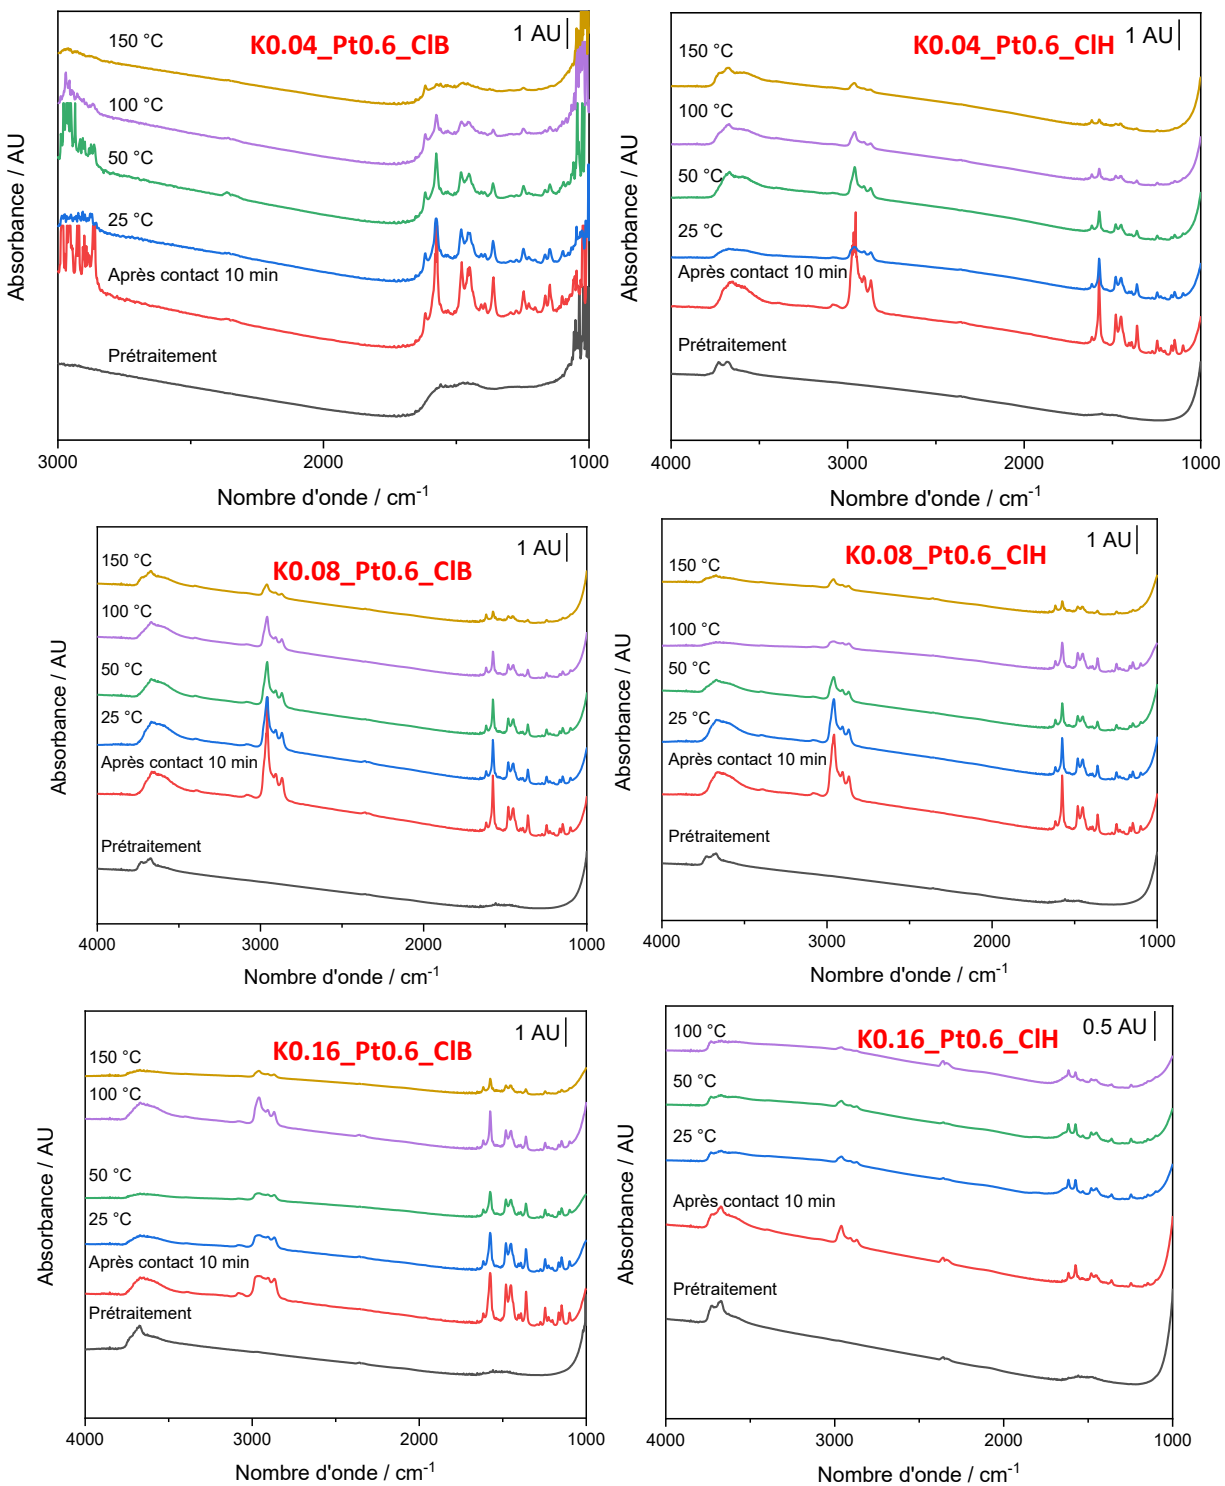 150 °C
K0.04_Pt0.6_ClB
1 AU
100 °C
50 °C
25 °C
Après contact 10 min
Prétraitement
Absorbance / AU
3000
2000
1000
Nombre d'onde / cm-1
150 °C
K0.04_Pt0.6_ClH
1 AU
100 °C
50 °C
25 °C
Après contact 10 min
Prétraitement
Absorbance / AU
4000
3000
2000
1000
Nombre d'onde / cm-1
150 °C
K0.08_Pt0.6_ClB
1 AU
100 °C
50 °C
25 °C
Après contact 10 min
Prétraitement
Absorbance / AU
4000
3000
2000
1000
Nombre d'onde / cm-1
150 °C
K0.08_Pt0.6_ClH
1 AU
100 °C
50 °C
25 °C
Après contact 10 min
Prétraitement
Absorbance / AU
4000
3000
2000
1000
Nombre d'onde / cm-1
150 °C
K0.16_Pt0.6_ClB
1 AU
100 °C
50 °C
25 °C
Après contact 10 min
Prétraitement
Absorbance / AU
4000
3000
2000
1000
Nombre d'onde / cm-1
100 °C
K0.16_Pt0.6_ClH
0.5 AU
50 °C
25 °C
Après contact 10 min
Prétraitement
Absorbance / AU
4000
3000
2000
1000
Nombre d'onde / cm-1